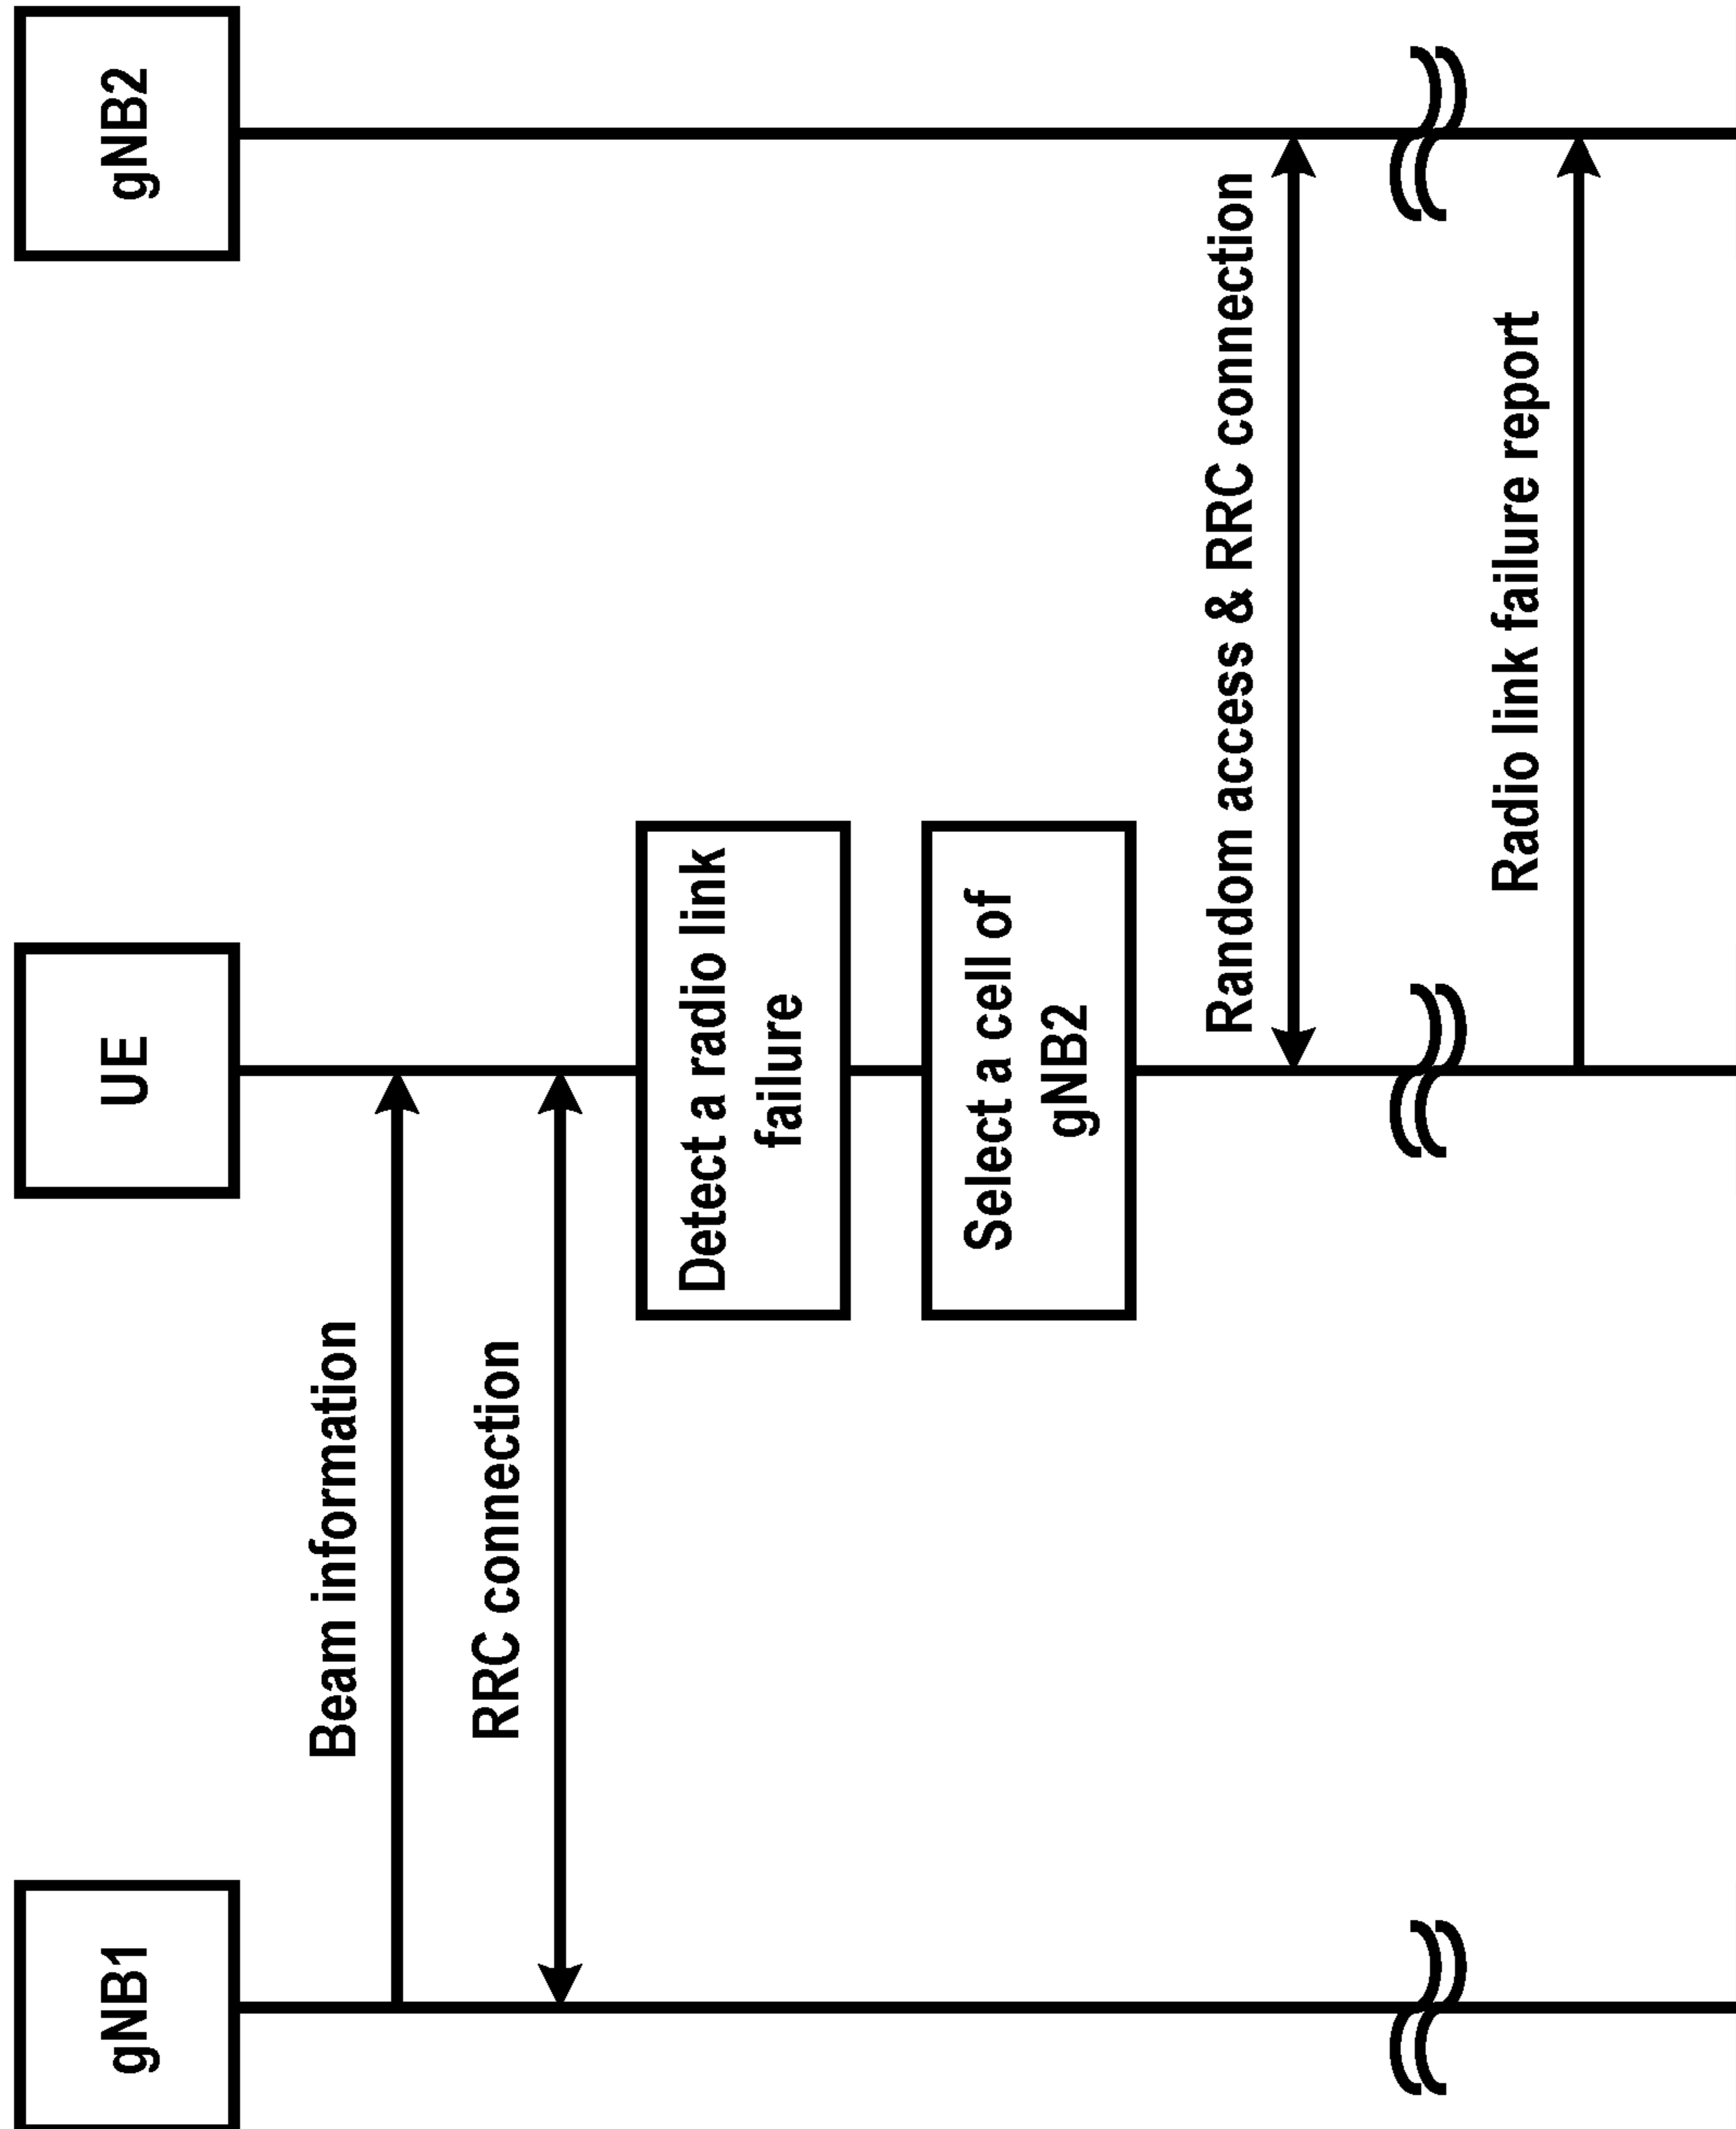 gNB1
UE
gNB2
Beam information
RRC connection
Detect a radio link
failure
Select a cell of
gNB2
Random access & RRC connection
Radio link failure report